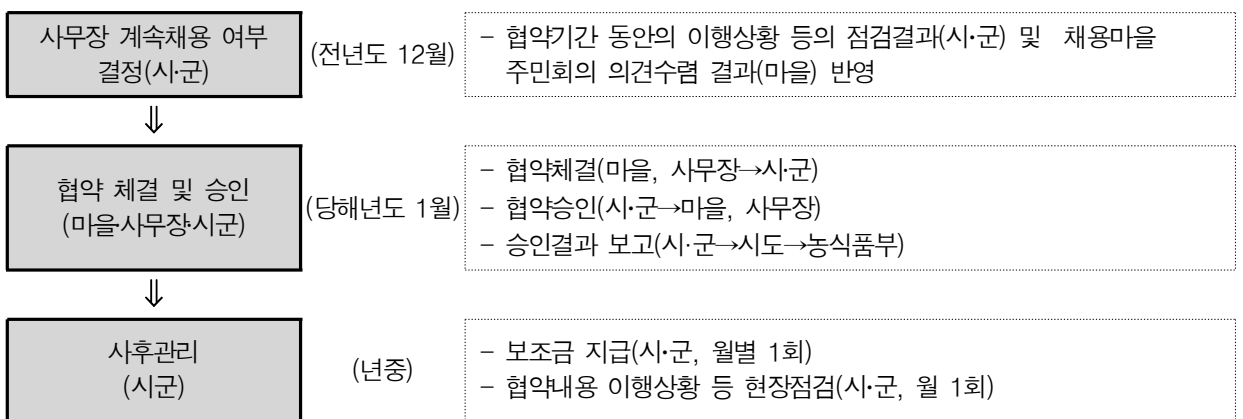 사무장 계속채용 여부
결정(시·군)
(전년도 12월)
- 협약기간 동안의 이행상황 등의 점검결과(시·군) 및 채용마을
주민회의 의견수렴 결과(마을) 반영
⇓
협약 체결 및 승인
(마을·사무장·시군)
(당해년도 1월)
- 협약체결(마을, 사무장→시·군)
- 협약승인(시·군→마을, 사무장)
- 승인결과 보고(시·군→시도→농식품부)
⇓
사후관리
(시군)
(년중)
- 보조금 지급(시·군, 월별 1회)
- 협약내용 이행상황 등 현장점검(시·군, 월 1회)